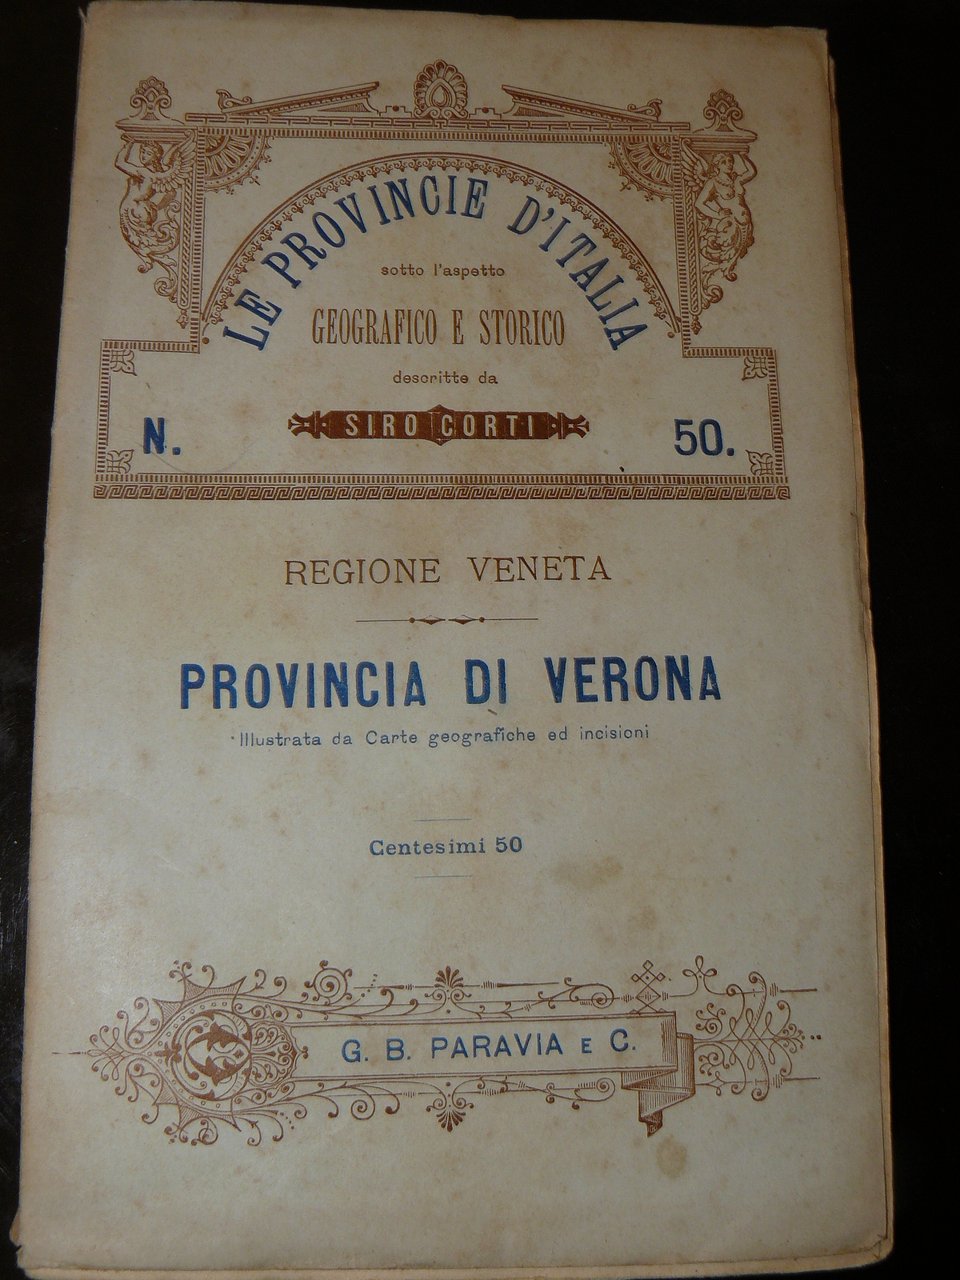 LE PROVINCIE D'ITALIA
sotto l'aspetto
GEOGRAFICO E STORICO
descritte da
SIRO CORTI
N. 50.
REGIONE VENETA
PROVINCIA DI VERONA
Illustrata da Carte geografiche ed incisioni
Centesimi 50
G. B. PARAVIA E C.